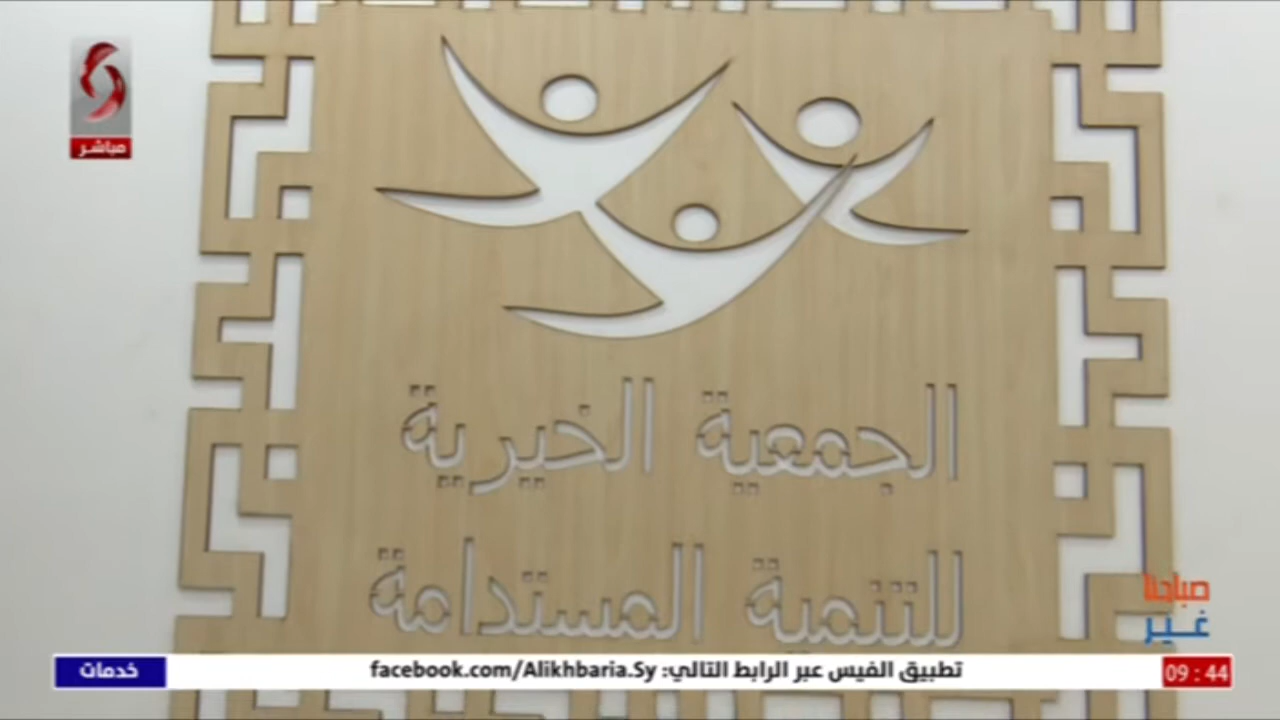 مباشر
الجمعية الخيرية
للتنمية المستدامة
صباحنا
غير
خدمات
تطبيق الفيس عبر الرابط التالي: facebook.com/Alikhbaria.Sy
09:44